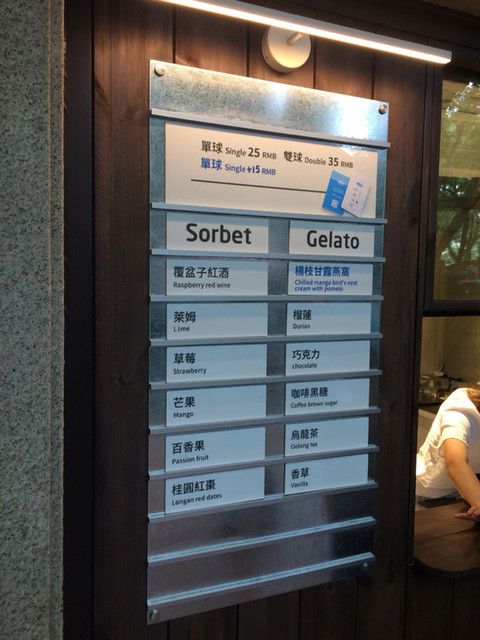 單球 Single 25 RMB 雙球 Double 35 RMB
單球 Single +15 RMB
Sorbet
覆盆子紅酒
Raspberry red wine
萊姆
Lime
草莓
Strawberry
芒果
Mango
百香果
Passion fruit
桂圓紅棗
Longan red dates
Gelato
楊枝甘露燕窩
Chilled mango bird's nest
cream with pomelo
榴蓮
Durian
巧克力
chocolate
咖啡黑糖
Coffee brown sugar
烏龍茶
Oolong tea
香草
Vanilla